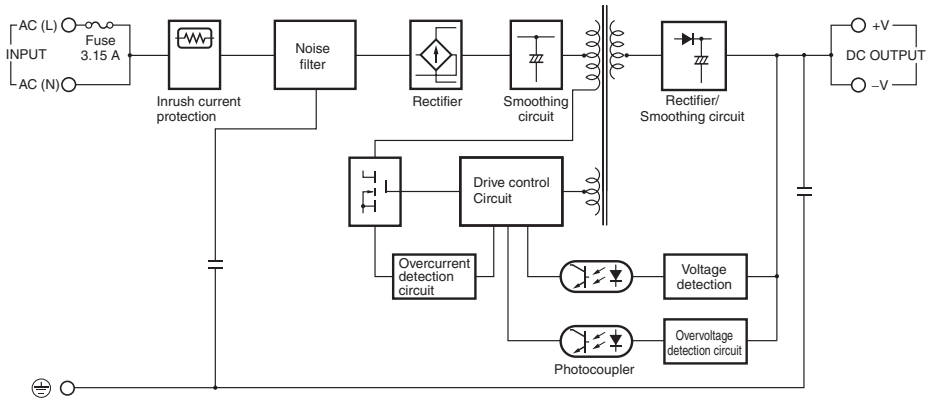 AC (L)
Fuse
3.15 A
INPUT
AC (N)
Inrush current
protection
Noise
filter
Rectifier
Smoothing
circuit
Rectifier/
Smoothing circuit
+V
DC OUTPUT
–V
Drive control
Circuit
Overcurrent
detection
circuit
Voltage
detection
Overvoltage
detection circuit
Photocoupler